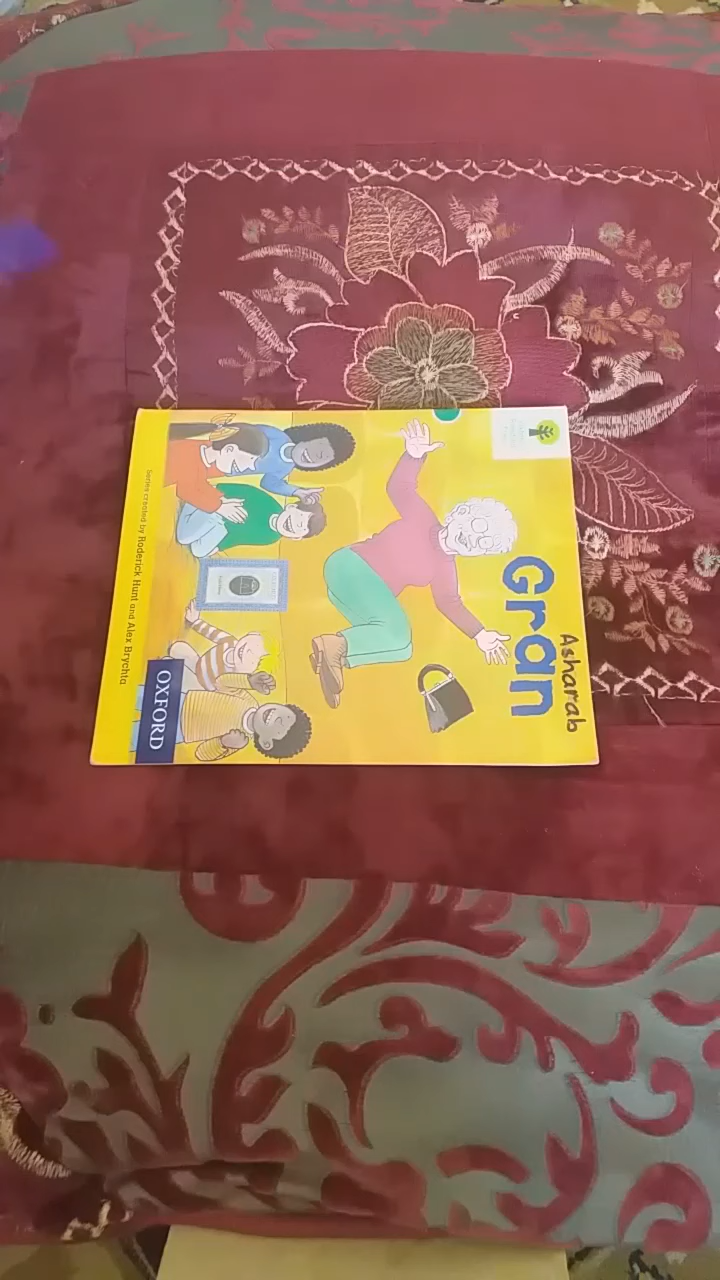 Asharab
Gran
OXFORD
Series created by Roderick Hunt and Alex Brychta